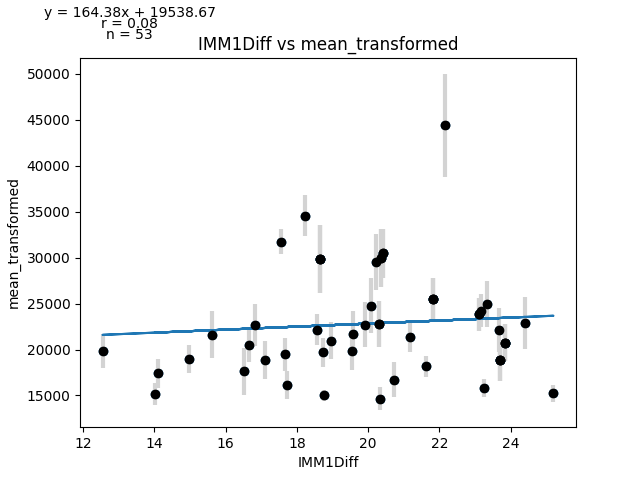 y = 164.38x + 19538.67
r = 0.08
n = 53
IMM1Diff vs mean_transformed
mean_transformed
50000
45000
40000
35000
30000
25000
20000
15000
12 14 16 18 20 22 24
IMM1Diff